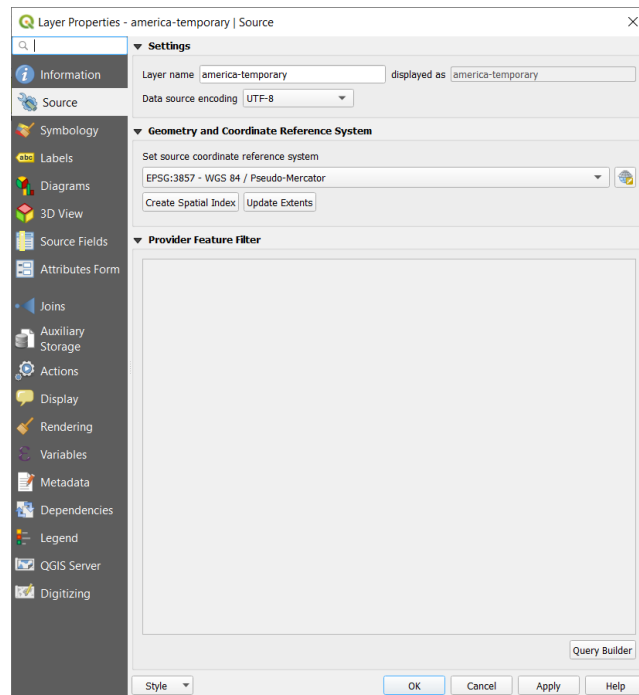 Layer Properties - america-temporary | Source
Information
Source
Symbology
abc Labels
Diagrams
3D View
Source Fields
Attributes Form
Joins
Auxiliary
Storage
Actions
Display
Rendering
Variables
Metadata
Dependencies
Legend
QGIS Server
Digitizing
Settings
Layer name america-temporary displayed as america-temporary
Data source encoding UTF-8
Geometry and Coordinate Reference System
Set source coordinate reference system
EPSG:3857 - WGS 84 / Pseudo-Mercator
Create Spatial Index Update Extents
Provider Feature Filter
Query Builder
Style OK Cancel Apply Help